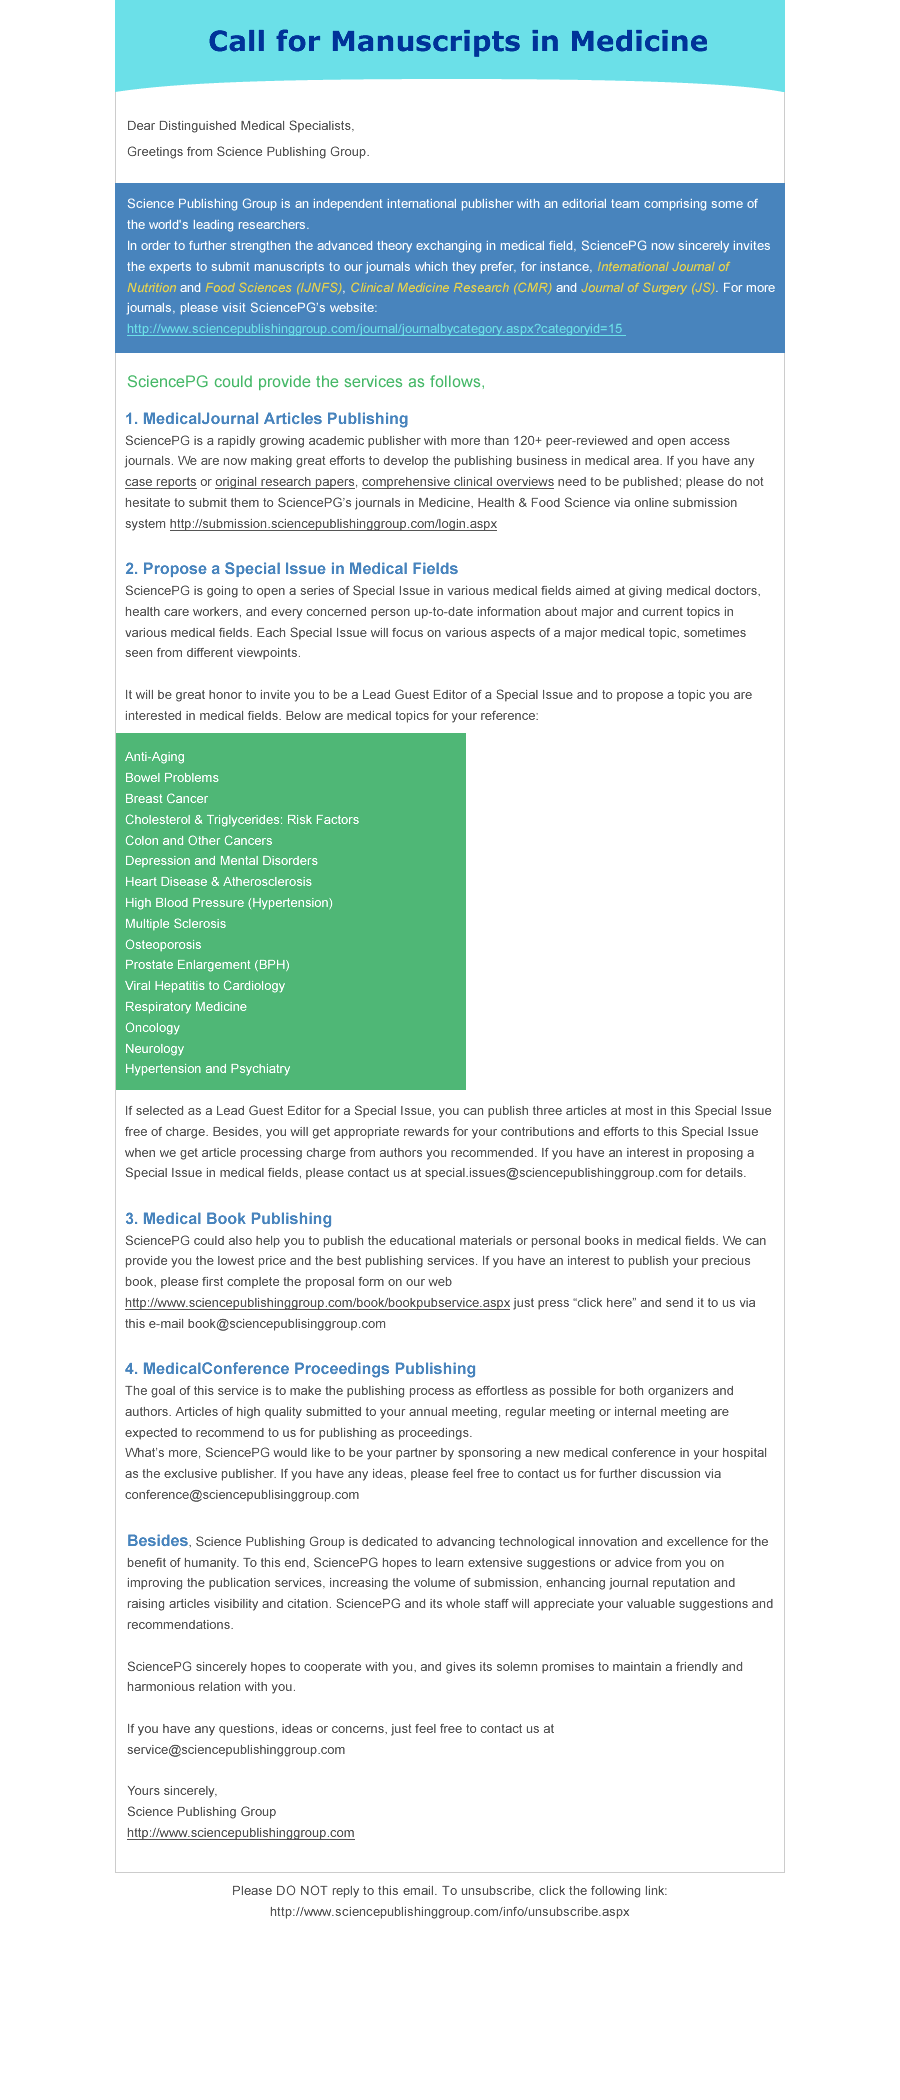 Call for Manuscripts in Medicine
Dear Distinguished Medical Specialists,
Greetings from Science Publishing Group.
Science Publishing Group is an independent international publisher with an editorial team comprising some of
the world's leading researchers.
In order to further strengthen the advanced theory exchanging in medical field, SciencePG now sincerely invites
the experts to submit manuscripts to our journals which they prefer, for instance, International Journal of
Nutrition and Food Sciences (IJNFS), Clinical Medicine Research (CMR) and Journal of Surgery (JS). For more
journals, please visit SciencePG's website:
http://www.sciencepublishinggroup.com/journal/journalbycategory.aspx?categoryid=15
SciencePG could provide the services as follows,
1. MedicalJournal Articles Publishing
SciencePG is a rapidly growing academic publisher with more than 120+ peer-reviewed and open access
journals. We are now making great efforts to develop the publishing business in medical area. If you have any
case reports or original research papers, comprehensive clinical overviews need to be published; please do not
hesitate to submit them to SciencePG's journals in Medicine, Health & Food Science via online submission
system http://submission.sciencepublishinggroup.com/login.aspx
2. Propose a Special Issue in Medical Fields
SciencePG is going to open a series of Special Issue in various medical fields aimed at giving medical doctors,
health care workers, and every concerned person up-to-date information about major and current topics in
various medical fields. Each Special Issue will focus on various aspects of a major medical topic, sometimes
seen from different viewpoints.
It will be great honor to invite you to be a Lead Guest Editor of a Special Issue and to propose a topic you are
interested in medical fields. Below are medical topics for your reference:
Anti-Aging
Bowel Problems
Breast Cancer
Cholesterol & Triglycerides: Risk Factors
Colon and Other Cancers
Depression and Mental Disorders
Heart Disease & Atherosclerosis
High Blood Pressure (Hypertension)
Multiple Sclerosis
Osteoporosis
Prostate Enlargement (BPH)
Viral Hepatitis to Cardiology
Respiratory Medicine
Oncology
Neurology
Hypertension and Psychiatry
If selected as a Lead Guest Editor for a Special Issue, you can publish three articles at most in this Special Issue
free of charge. Besides, you will get appropriate rewards for your contributions and efforts to this Special Issue
when we get article processing charge from authors you recommended. If you have an interest in proposing a
Special Issue in medical fields, please contact us at special.issues@sciencepublishinggroup.com for details.
3. Medical Book Publishing
SciencePG could also help you to publish the educational materials or personal books in medical fields. We can
provide you the lowest price and the best publishing services. If you have an interest to publish your precious
book, please first complete the proposal form on our web
http://www.sciencepublishinggroup.com/book/bookpubservice.aspx just press “click here” and send it to us via
this e-mail book@sciencepublisinggroup.com
4. MedicalConference Proceedings Publishing
The goal of this service is to make the publishing process as effortless as possible for both organizers and
authors. Articles of high quality submitted to your annual meeting, regular meeting or internal meeting are
expected to recommend to us for publishing as proceedings.
What's more, SciencePG would like to be your partner by sponsoring a new medical conference in your hospital
as the exclusive publisher. If you have any ideas, please feel free to contact us for further discussion via
conference@sciencepublisinggroup.com
Besides, Science Publishing Group is dedicated to advancing technological innovation and excellence for the
benefit of humanity. To this end, SciencePG hopes to learn extensive suggestions or advice from you on
improving the publication services, increasing the volume of submission, enhancing journal reputation and
raising articles visibility and citation. SciencePG and its whole staff will appreciate your valuable suggestions and
recommendations.
SciencePG sincerely hopes to cooperate with you, and gives its solemn promises to maintain a friendly and
harmonious relation with you.
If you have any questions, ideas or concerns, just feel free to contact us at
service@sciencepublishinggroup.com
Yours sincerely,
Science Publishing Group
http://www.sciencepublishinggroup.com
Please DO NOT reply to this email. To unsubscribe, click the following link:
http://www.sciencepublishinggroup.com/info/unsubscribe.aspx